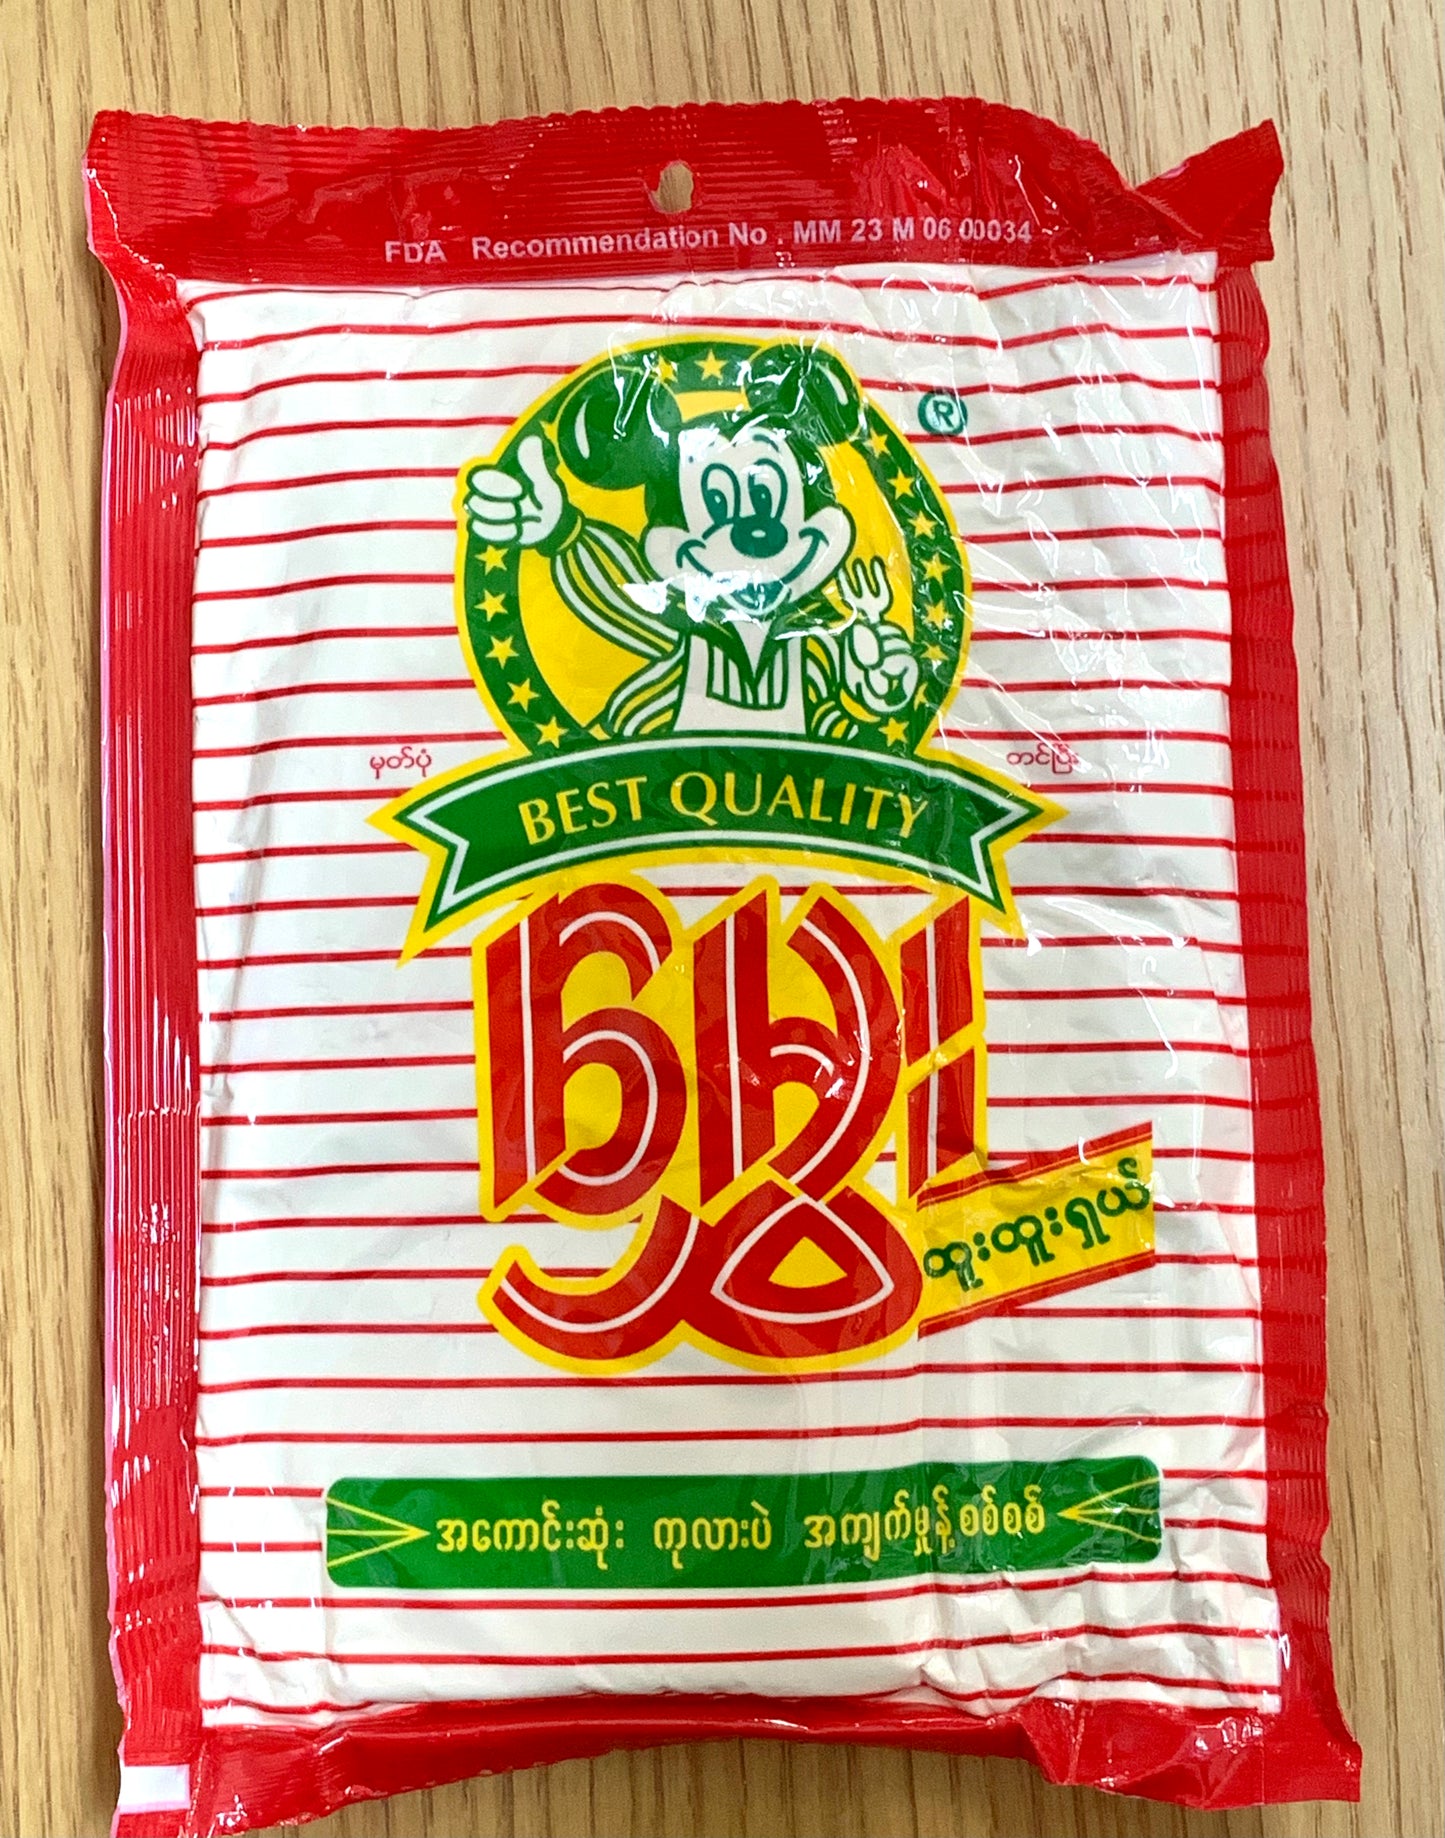 FDA Recommendation No . MM 23 M 06 00034
®
မှတ်ပုံ တင်ပြီး
BEST QUALITY
ထူးထူးရှယ်
အကောင်းဆုံး ကုလားပဲ အကျက်မှုန့် စစ်စစ်